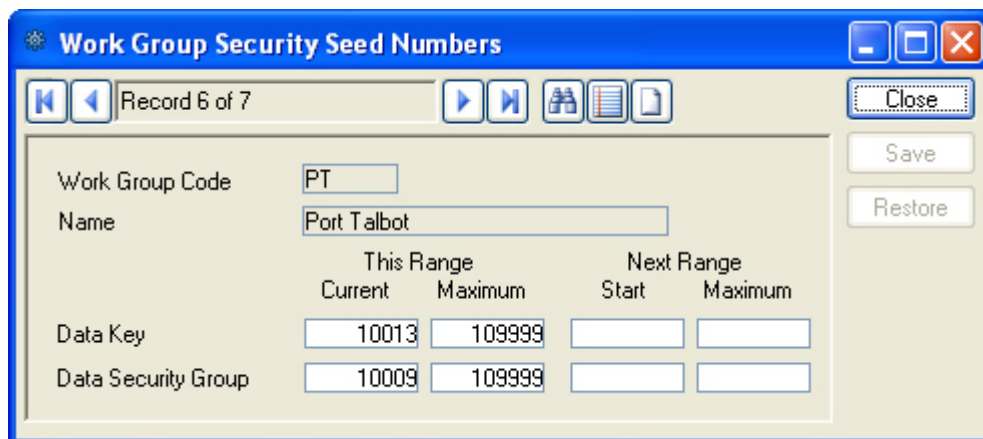 Work Group Security Seed Numbers
Record 6 of 7
Close
Save
Restore
Work Group Code PT
Name Port Talbot
This Range Next Range
Current Maximum Start Maximum
Data Key 10013 109999
Data Security Group 10009 109999